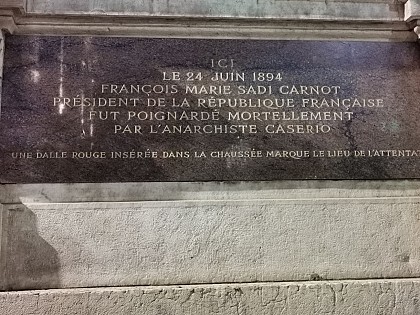 ICI
LE 24 JUIN 1894
FRANÇOIS MARIE SADI CARNOT
PRÉSIDENT DE LA RÉPUBLIQUE FRANÇAISE
FUT POIGNARDÉ MORTELLEMENT
PAR L'ANARCHISTE CASERIO
UNE DALLE ROUGE INSÉRÉE DANS LA CHAUSSÉE MARQUE LE LIEU DE L'ATTENTAT